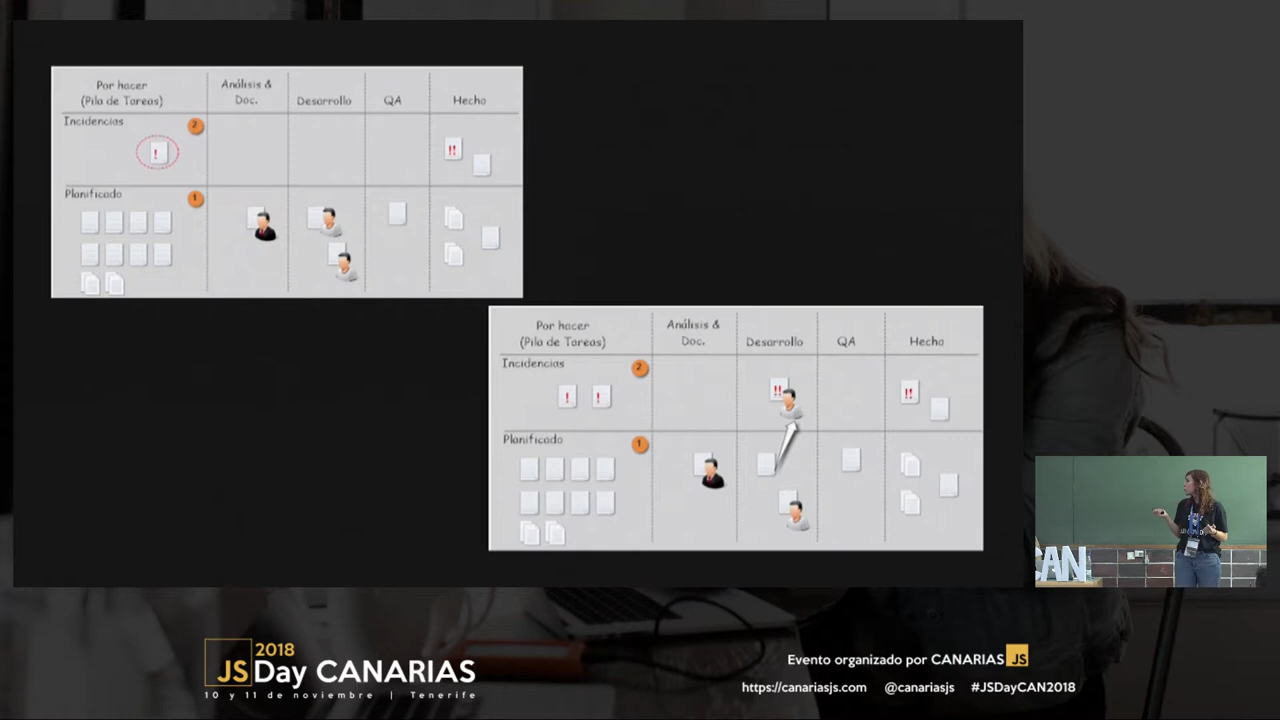 Por hacer
(Pila de Tareas)
Análisis &
Doc.
Desarrollo
QA
Hecho
Incidencias
2
!
!!
Planificado
1
Por hacer
(Pila de Tareas)
Análisis &
Doc.
Desarrollo
QA
Hecho
Incidencias
2
!
!
!!
!!
Planificado
1
CAN
2018
JSDay CANARIAS
10 y 11 de noviembre | Tenerife
Evento organizado por CANARIAS JS
https://canariasjs.com @canariasjs #JSDayCAN2018